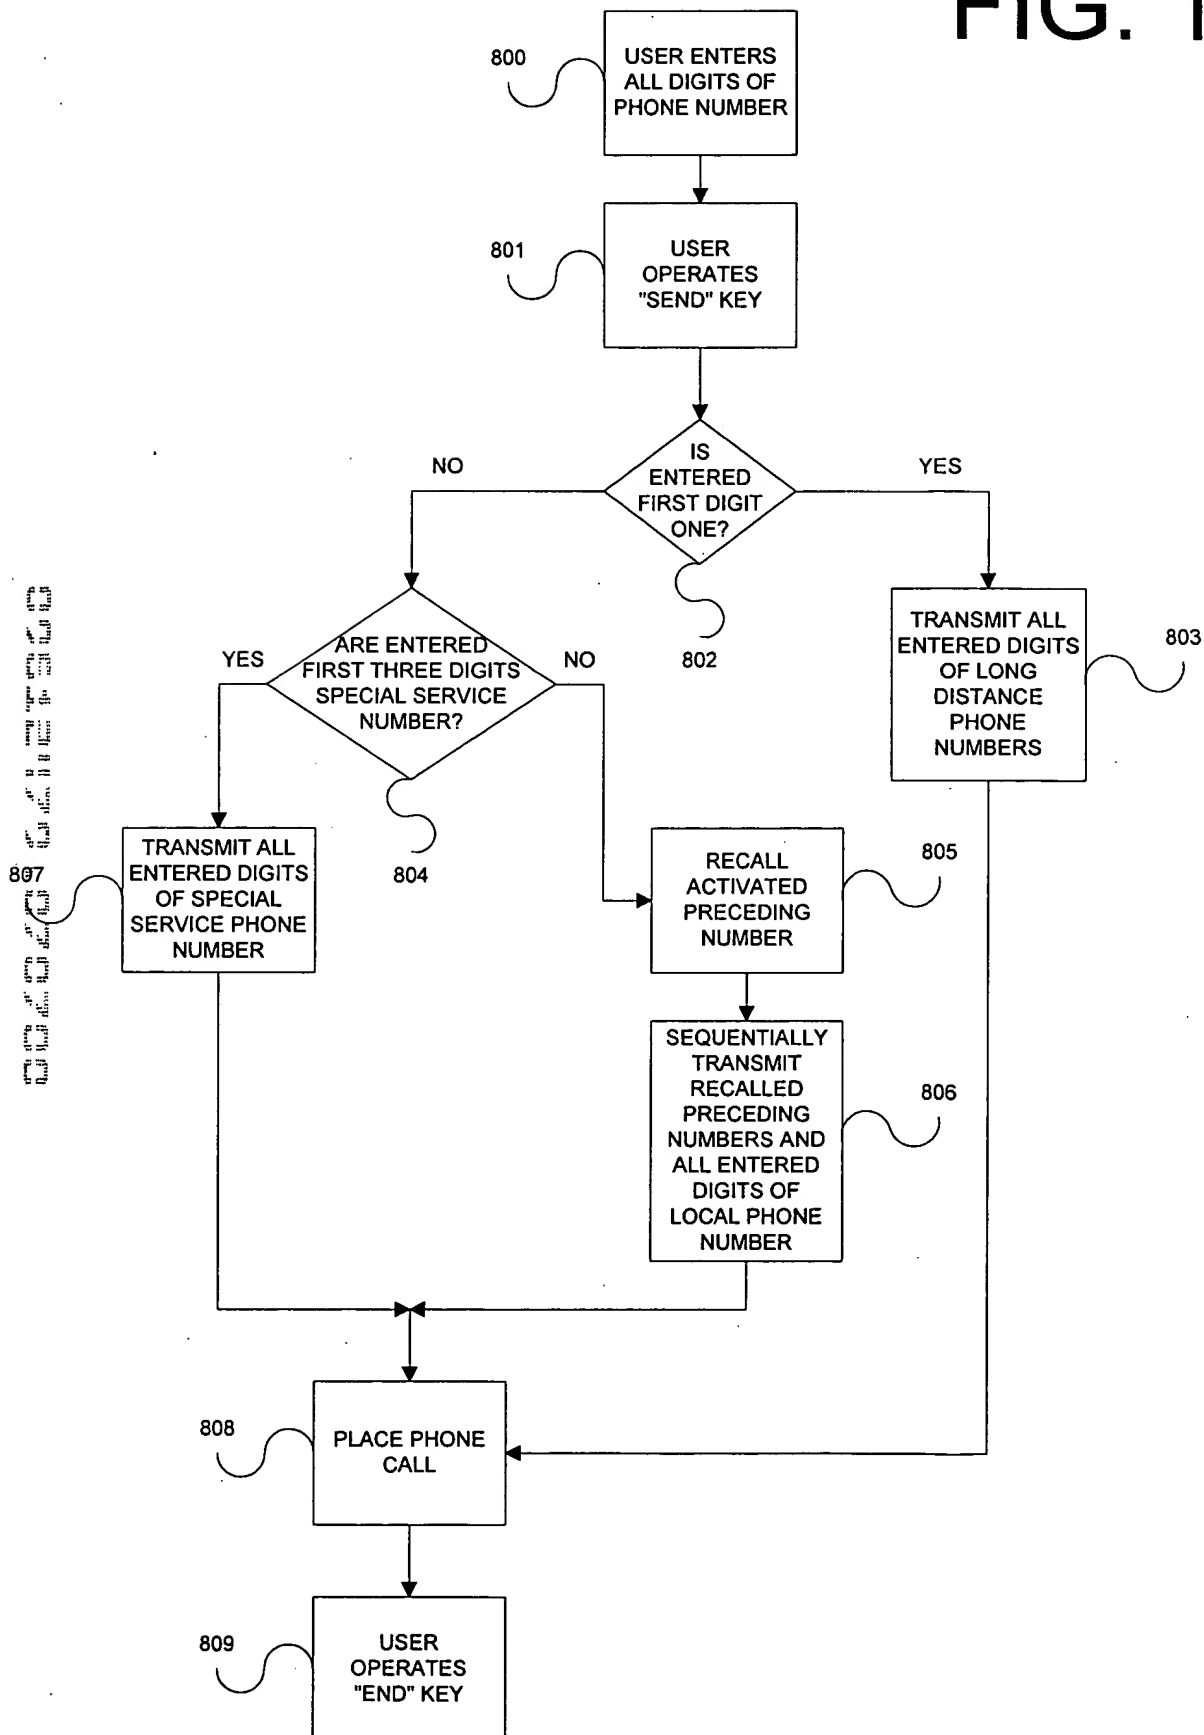 FIG. 1
800
USER ENTERS
ALL DIGITS OF
PHONE NUMBER
801
USER
OPERATES
"SEND" KEY
NO
IS
ENTERED
FIRST DIGIT
ONE?
YES
802
YES
ARE ENTERED
FIRST THREE DIGITS
SPECIAL SERVICE
NUMBER?
NO
804
TRANSMIT ALL
ENTERED DIGITS
OF LONG
DISTANCE
PHONE
NUMBERS
803
807
TRANSMIT ALL
ENTERED DIGITS
OF SPECIAL
SERVICE PHONE
NUMBER
RECALL
ACTIVATED
PRECEDING
NUMBER
805
SEQUENTIALLY
TRANSMIT
RECALLED
PRECEDING
NUMBERS AND
ALL ENTERED
DIGITS OF
LOCAL PHONE
NUMBER
806
808
PLACE PHONE
CALL
809
USER
OPERATES
"END" KEY